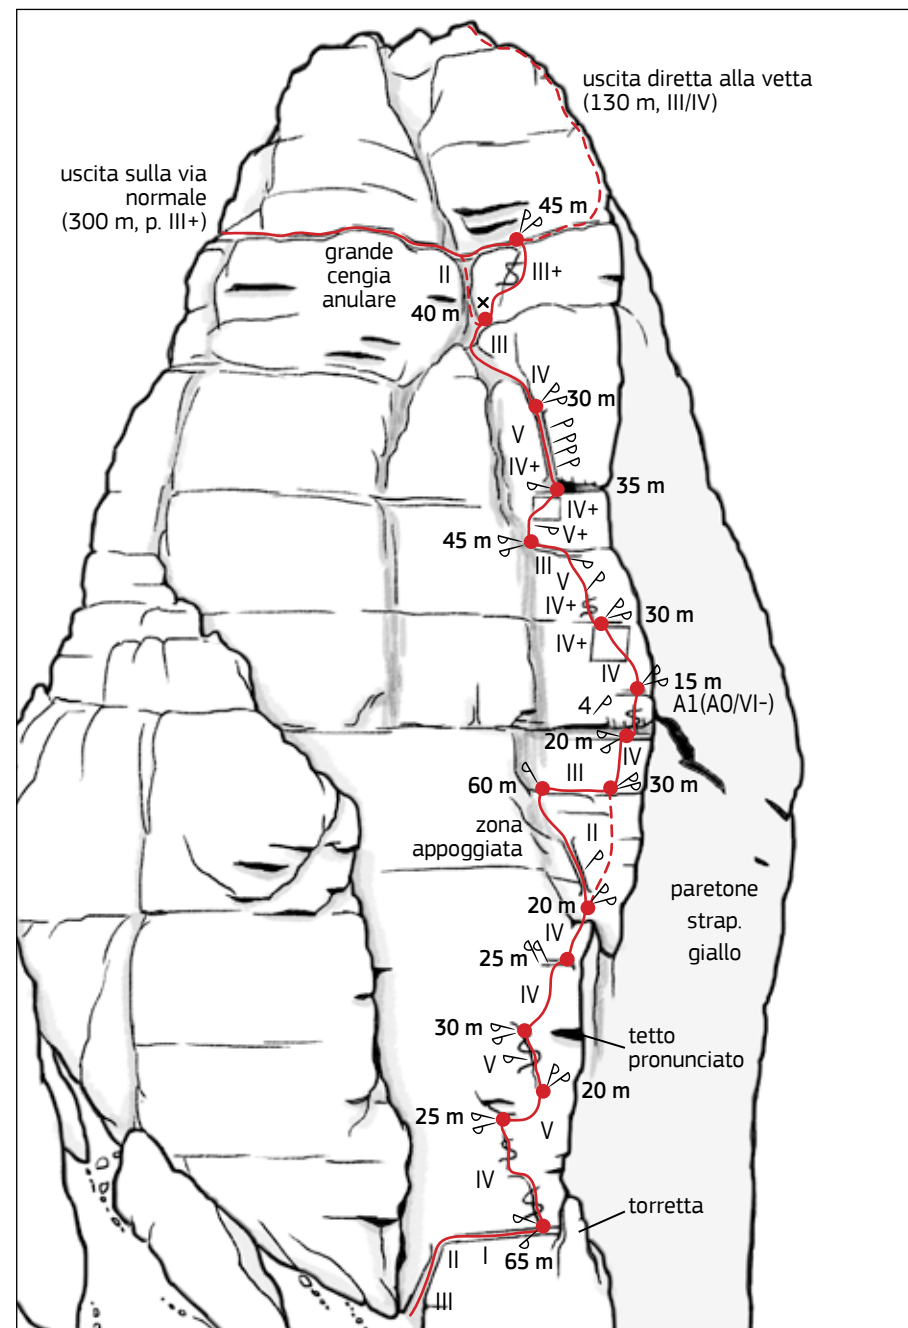 uscita diretta alla vetta
(130 m, III/IV)
uscita sulla via
normale
(300 m, p. III+)
45 m
grande
cengia
anulare
II
III+
40 m
×
III
IV
30 m
V
IV+
35 m
IV+
V+
45 m
III
V
IV+
30 m
IV+
IV
15 m
4
A1(A0/VI-)
20 m
IV
III
60 m
30 m
zona
appoggiata
II
paretone
strap.
giallo
20 m
IV
25 m
IV
30 m
tetto
pronunciato
V
20 m
25 m
V
IV
torretta
II
I
65 m
III